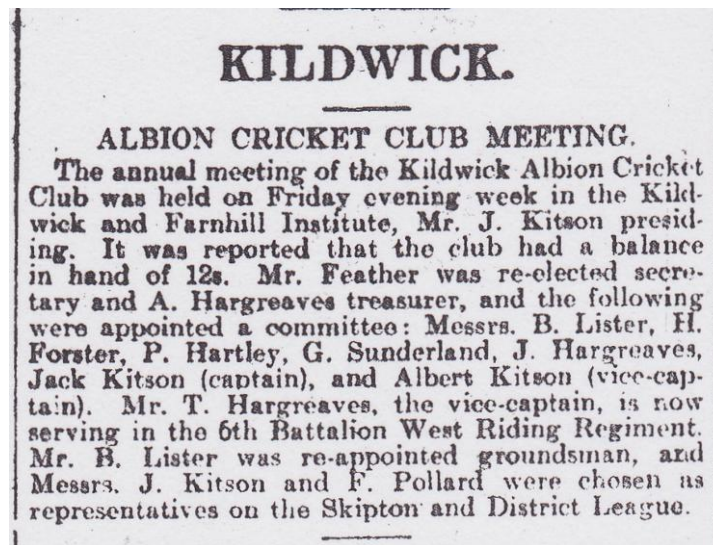 KILDWICK.
ALBION CRICKET CLUB MEETING.
The annual meeting of the Kildwick Albion Cricket
Club was held on Friday evening week in the Kild-
wick and Farnhill Institute, Mr. J. Kitson presid-
ing. It was reported that the club had a balance
in hand of 12s. Mr. Feather was re-elected secre-
tary and A. Hargreaves treasurer, and the following
were appointed a committee: Messrs. B. Lister, H.
Forster, P. Hartley, G. Sunderland, J. Hargreaves,
Jack Kitson (captain), and Albert Kitson (vice-cap-
tain). Mr. T. Hargreaves, the vice-captain, is now
serving in the 6th Battalion West Riding Regiment.
Mr. B. Lister was re-appointed groundsman, and
Messrs. J. Kitson and F. Pollard were chosen as
representatives on the Skipton and District League.